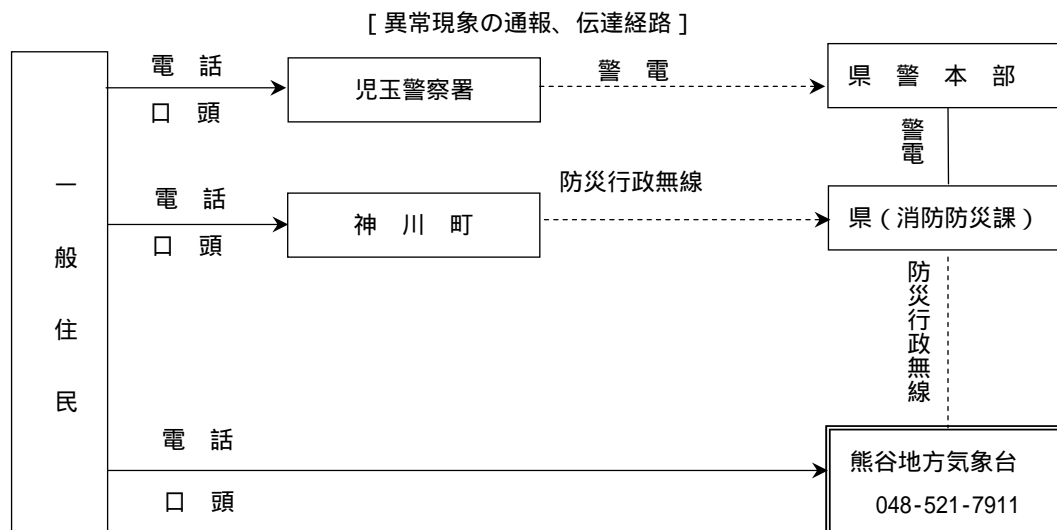 [ 異常現象の通報、伝達経路 ]
電　話
口　頭
児玉警察署
警　電
県　警　本　部
警電
一般住民
電　話
口　頭
神　川　町
防災行政無線
県 ( 消防防災課 )
防災行政無線
電　話
口　頭
熊谷地方気象台
048-521-7911